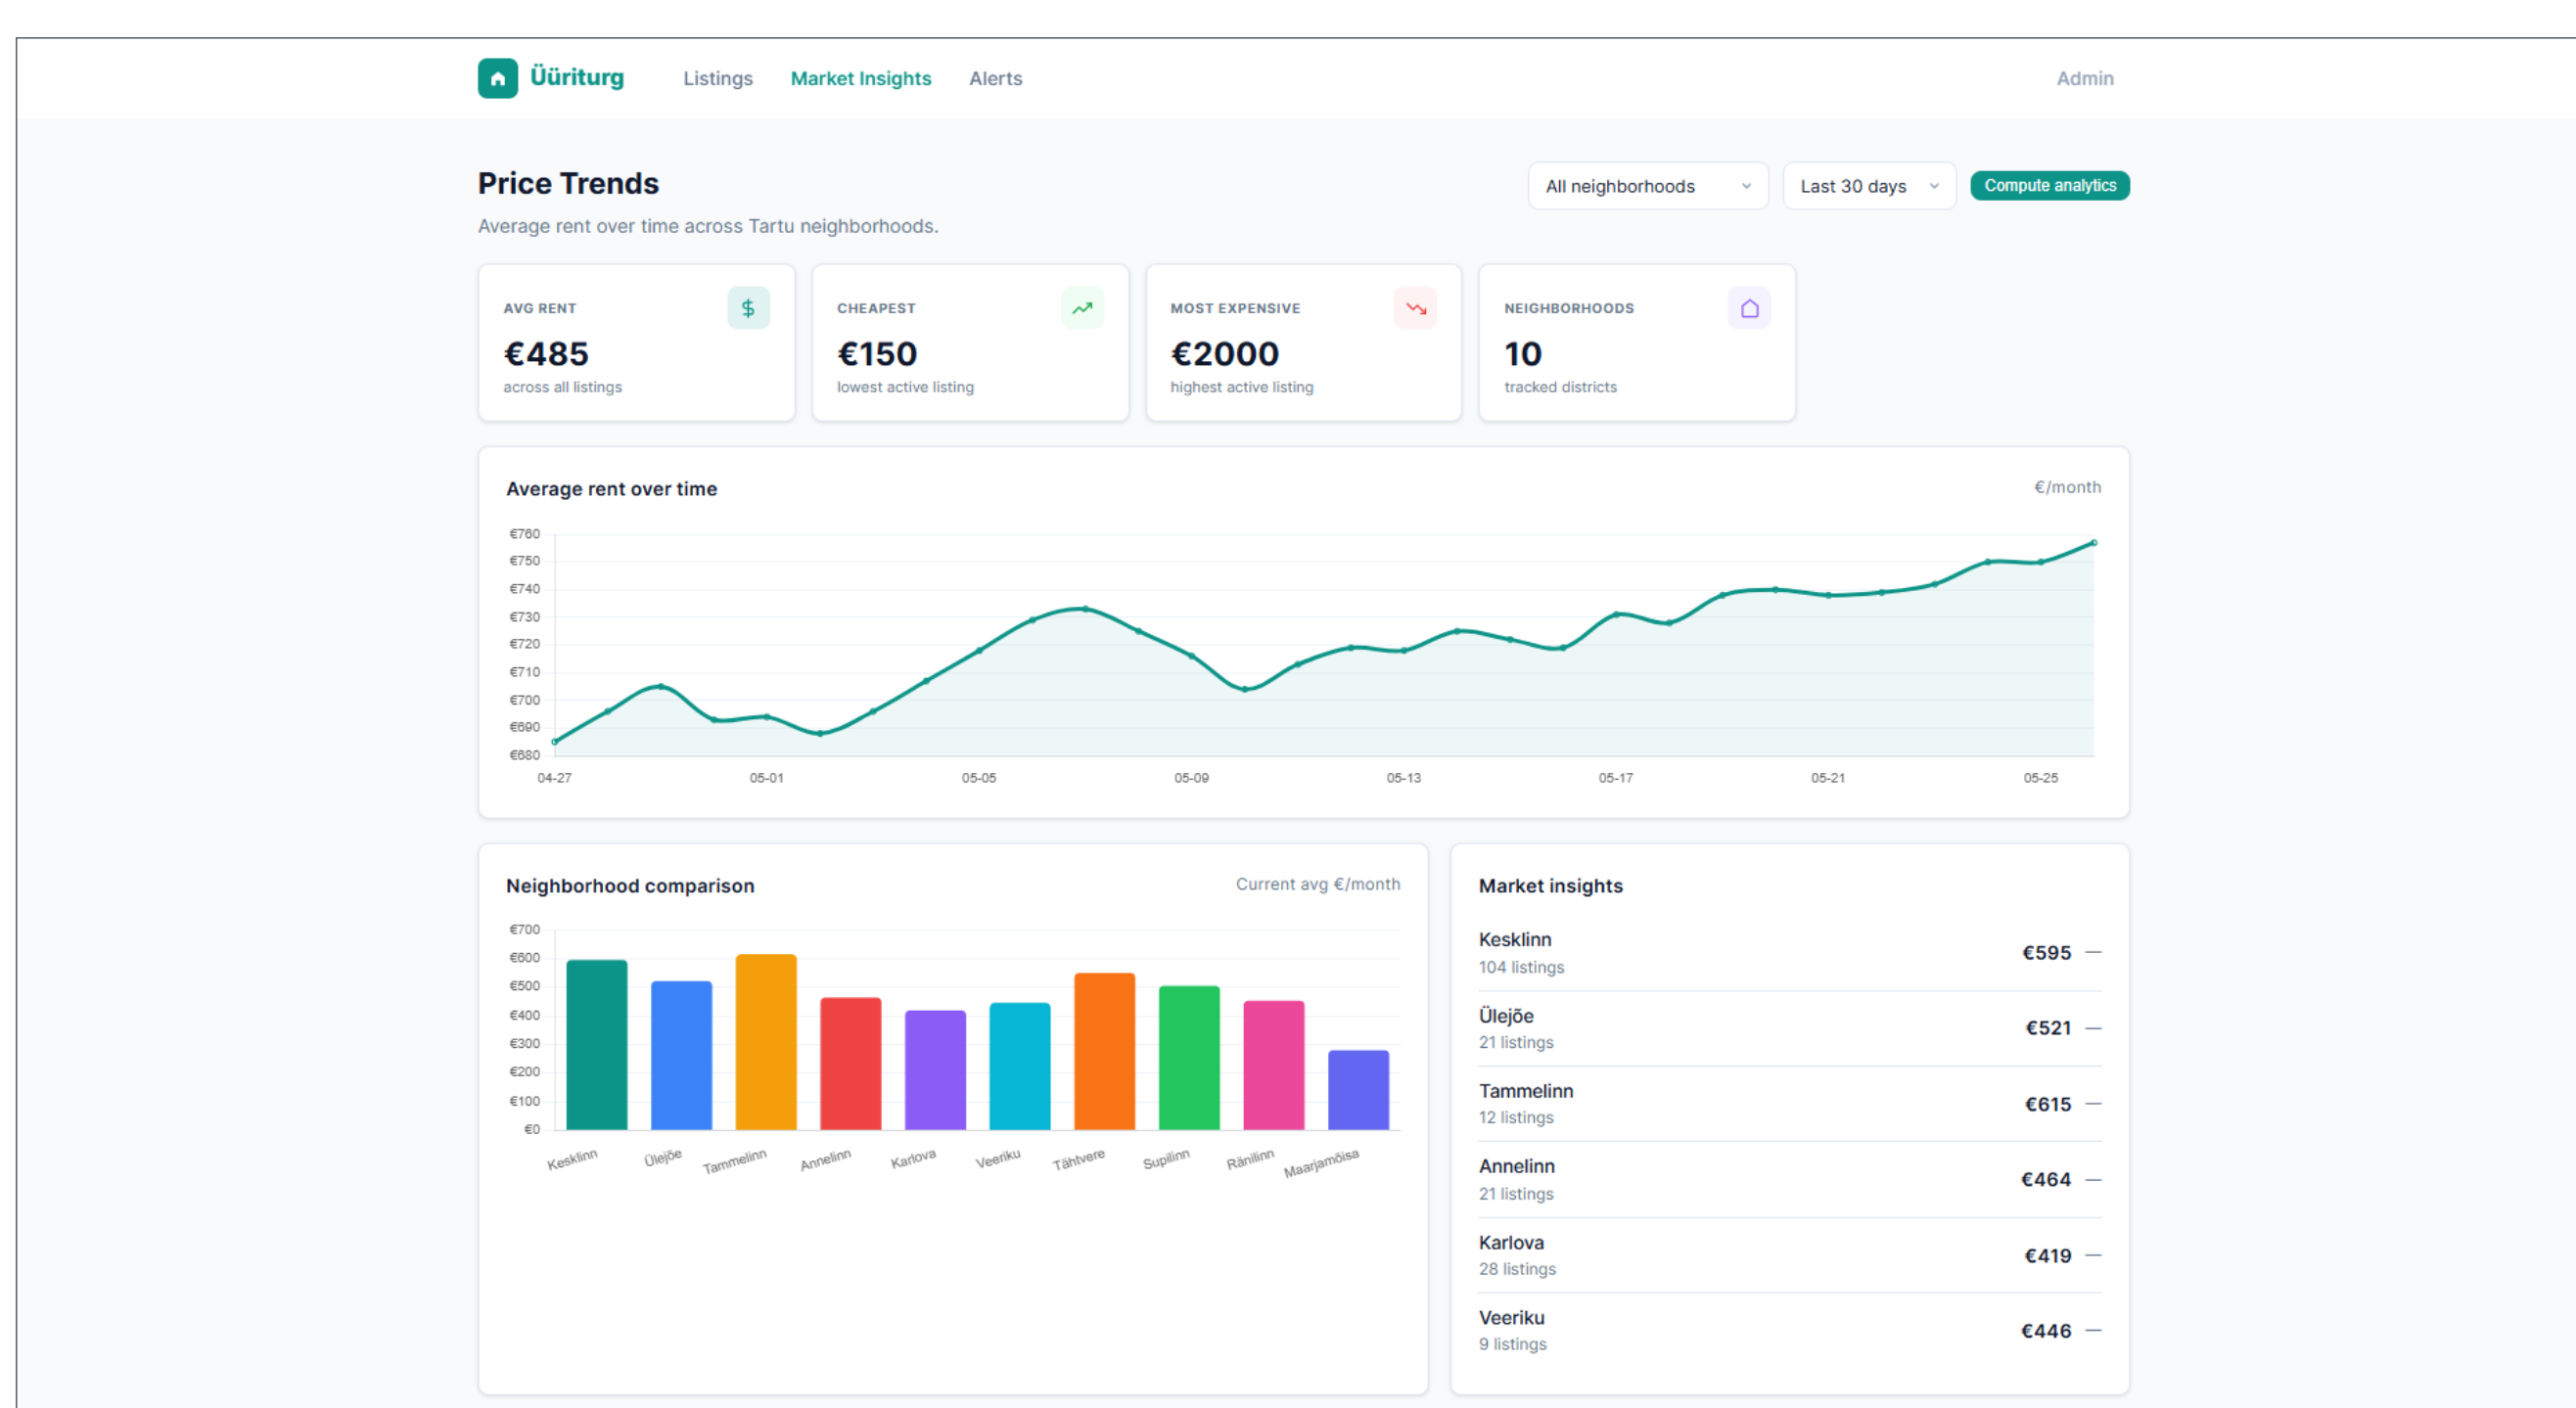 Üüriturg
Listings
Market Insights
Alerts
Admin
Price Trends
Average rent over time across Tartu neighborhoods.
All neighborhoods
Last 30 days
Compute analytics
AVG RENT
$
€485
across all listings
CHEAPEST
€150
lowest active listing
MOST EXPENSIVE
€2000
highest active listing
NEIGHBORHOODS
10
tracked districts
Average rent over time
€/month
€760
€750
€740
€730
€720
€710
€700
€690
€680
04-27
05-01
05-05
05-09
05-13
05-17
05-21
05-25
Neighborhood comparison
Current avg €/month
€700
€600
€500
€400
€300
€200
€100
€0
Kesklinn
Ülejõe
Tammelinn
Annelinn
Karlova
Veeriku
Tähtvere
Supilinn
Ränilinn
Maarjamõisa
Market insights
Kesklinn
104 listings
€595 —
Ülejõe
21 listings
€521 —
Tammelinn
12 listings
€615 —
Annelinn
21 listings
€464 —
Karlova
28 listings
€419 —
Veeriku
9 listings
€446 —